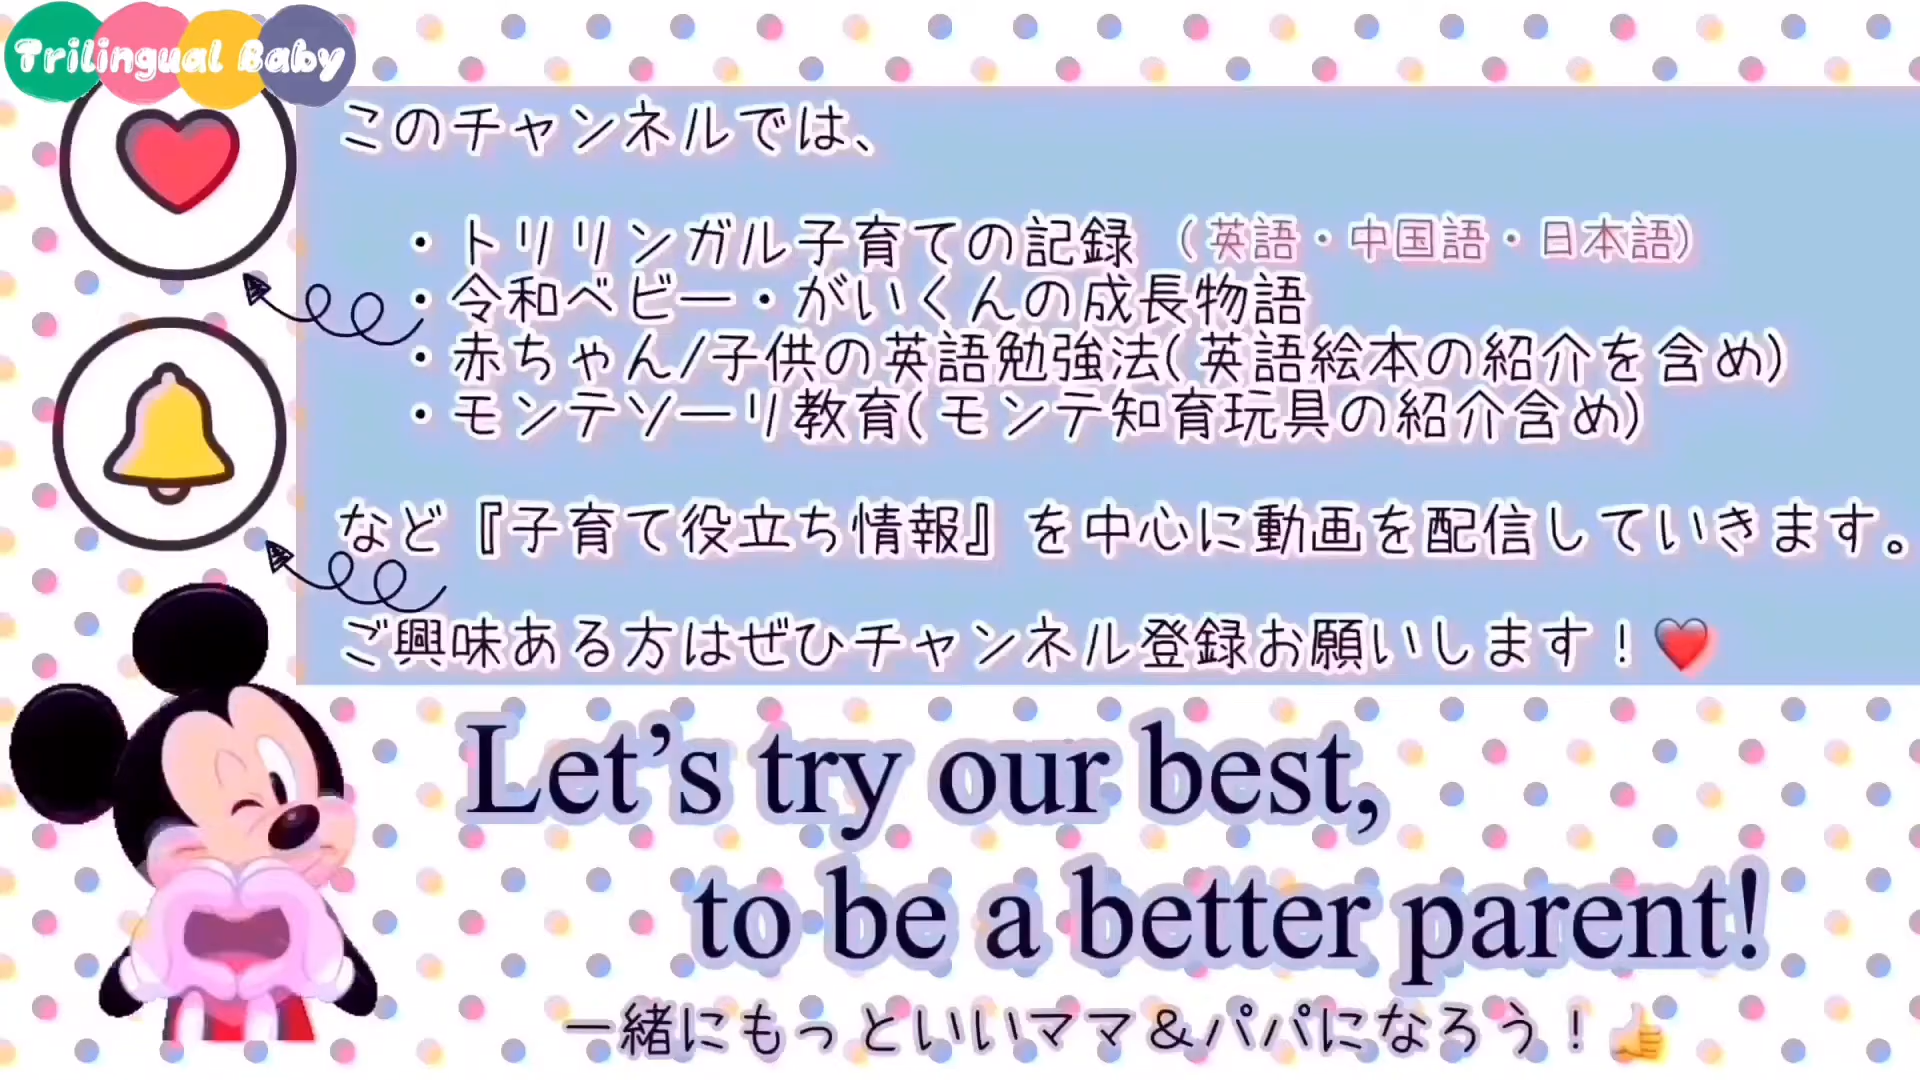 Trilingual Baby
このチャンネルでは、
・トリリンガル子育ての記録 (英語・中国語・日本語)
・令和ベビー・がいくんの成長物語
・赤ちゃん/子供の英語勉強法(英語絵本の紹介を含め)
・モンテソーリ教育(モンテ知育玩具の紹介含め)
など『子育て役立ち情報』を中心に動画を配信していきます。
ご興味ある方はぜひチャンネル登録お願いします！❤️
Let's try our best,
to be a better parent!
一緒にもっといいママ＆パパになろう！👍